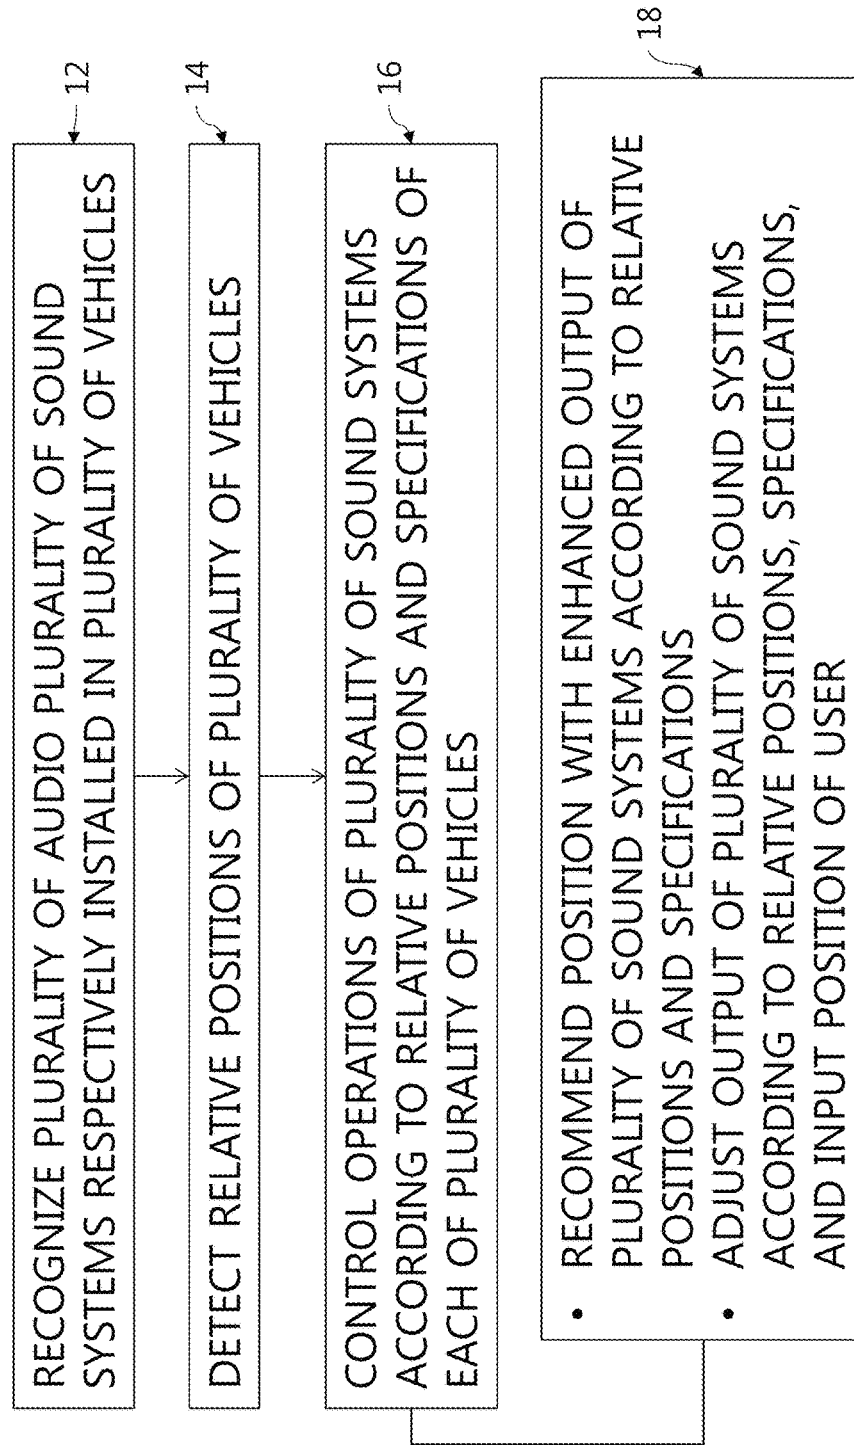 RECOGNIZE PLURALITY OF AUDIO PLURALITY OF SOUND
SYSTEMS RESPECTIVELY INSTALLED IN PLURALITY OF VEHICLES
12
DETECT RELATIVE POSITIONS OF PLURALITY OF VEHICLES
14
CONTROL OPERATIONS OF PLURALITY OF SOUND SYSTEMS
ACCORDING TO RELATIVE POSITIONS AND SPECIFICATIONS OF
EACH OF PLURALITY OF VEHICLES
16
• RECOMMEND POSITION WITH ENHANCED OUTPUT OF
PLURALITY OF SOUND SYSTEMS ACCORDING TO RELATIVE
POSITIONS AND SPECIFICATIONS
• ADJUST OUTPUT OF PLURALITY OF SOUND SYSTEMS
ACCORDING TO RELATIVE POSITIONS, SPECIFICATIONS,
AND INPUT POSITION OF USER
18